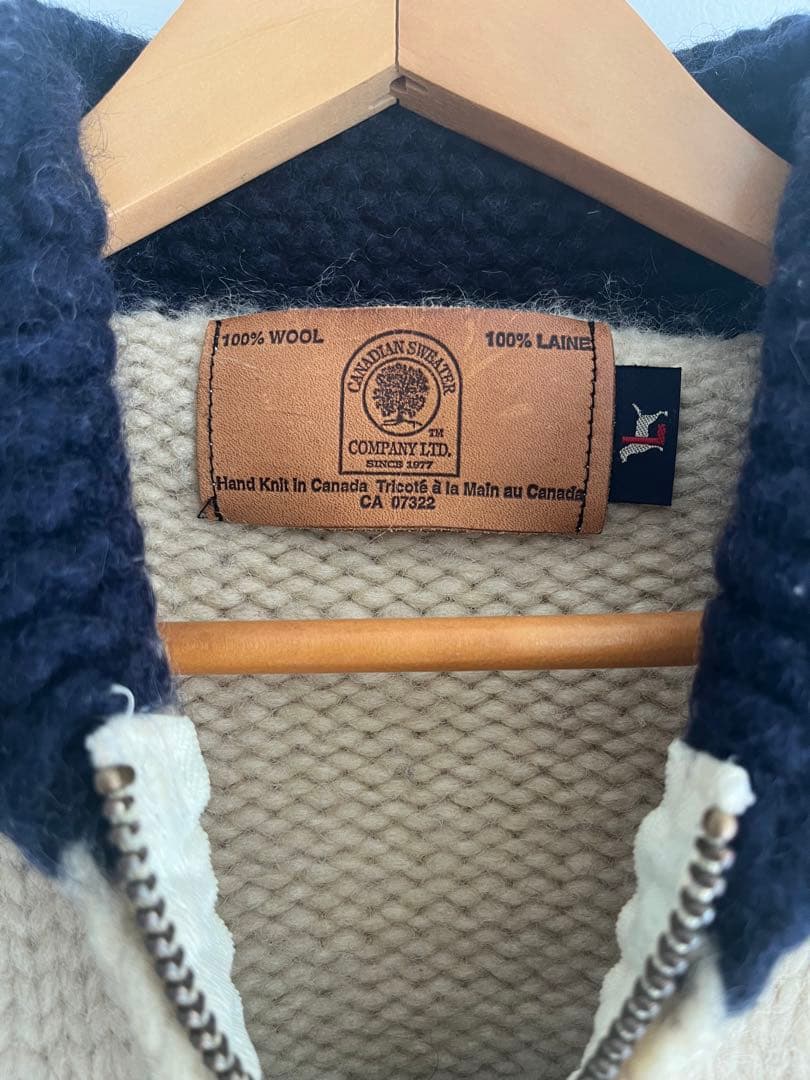 100% WOOL
100% LAINE
CANADIAN SWEATER
TM
COMPANY LTD.
SINCE 1977
Hand Knit in Canada Tricoté à la Main au Canada
CA 07322
L